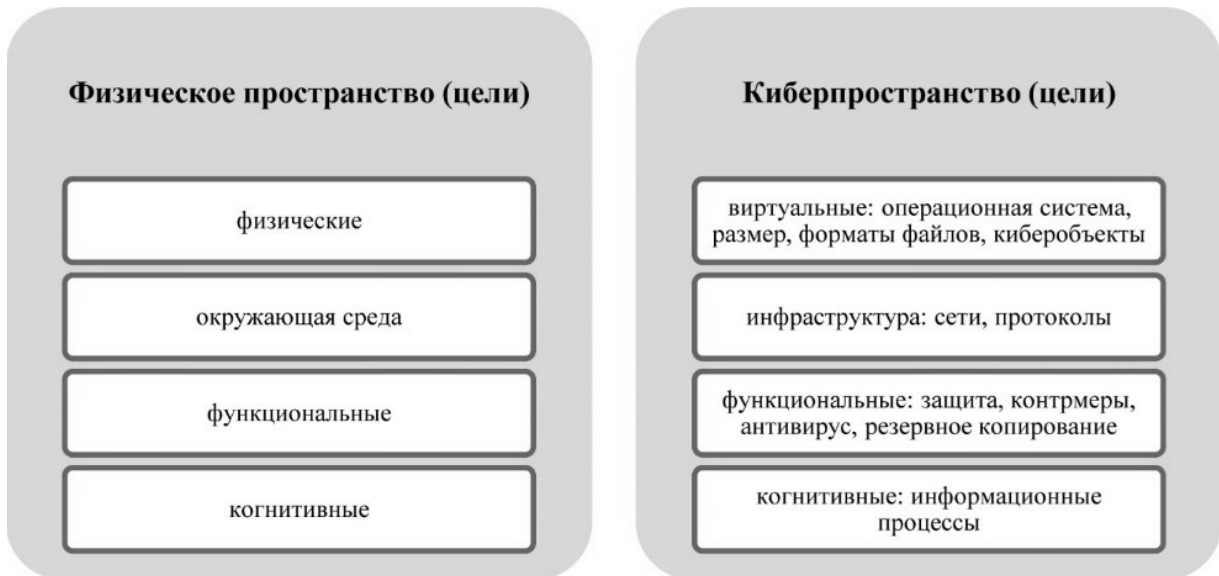 Физическое пространство (цели)
физические
окружающая среда
функциональные
когнитивные
Киберпространство (цели)
виртуальные: операционная система,
размер, форматы файлов, киберобъекты
инфраструктура: сети, протоколы
функциональные: защита, контрмеры,
антивирус, резервное копирование
когнитивные: информационные
процессы